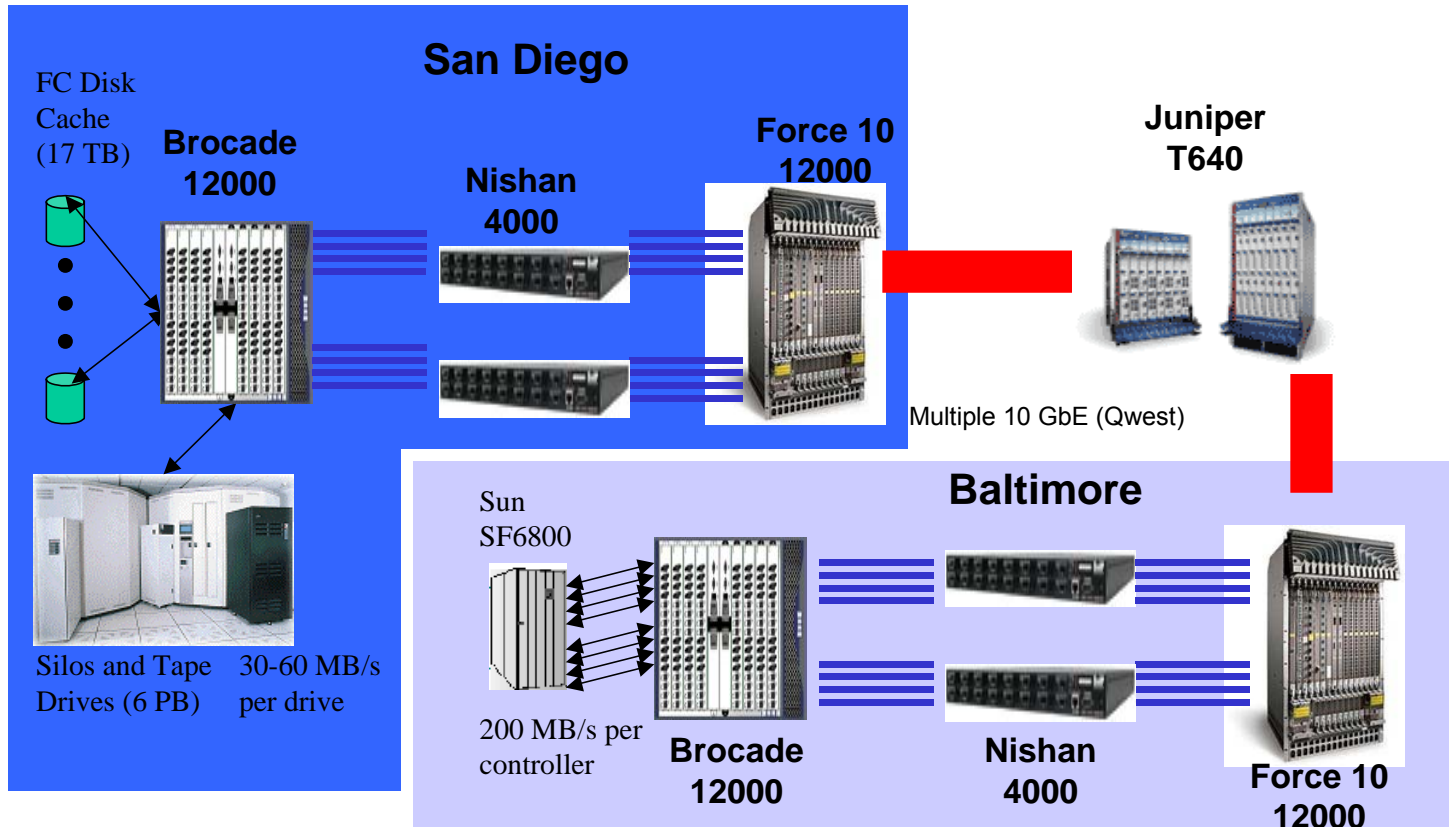 San Diego
FC Disk
Cache
(17 TB)
Brocade
12000
Nishan
4000
Force 10
12000
Juniper
T640
Multiple 10 GbE (Qwest)
Silos and Tape
Drives (6 PB)
30-60 MB/s
per drive
Baltimore
Sun
SF6800
200 MB/s per
controller
Brocade
12000
Nishan
4000
Force 10
12000